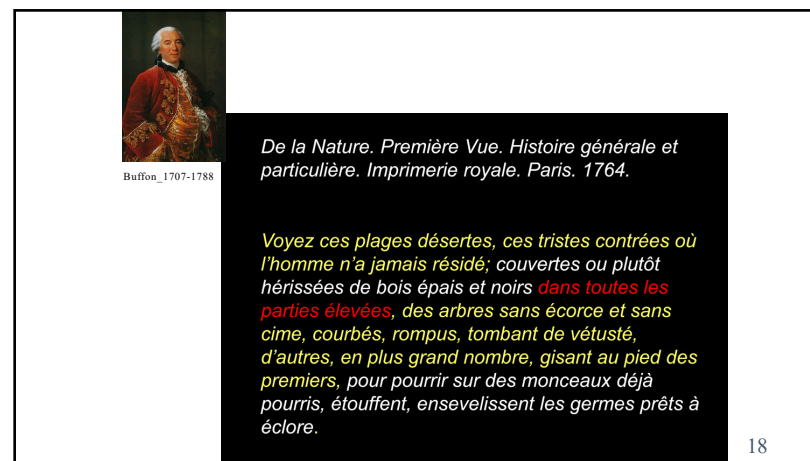 Buffon_1707-1788
De la Nature. Première Vue. Histoire générale et
particulière. Imprimerie royale. Paris. 1764.
Voyez ces plages désertes, ces tristes contrées où
l’homme n’a jamais résidé; couvertes ou plutôt
hérissées de bois épais et noirs dans toutes les
parties élevées, des arbres sans écorce et sans
cime, courbés, rompus, tombant de vétusté,
d’autres, en plus grand nombre, gisant au pied des
premiers, pour pourrir sur des monceaux déjà
pourris, étouffent, ensevelissent les germes prêts à
éclore.
18